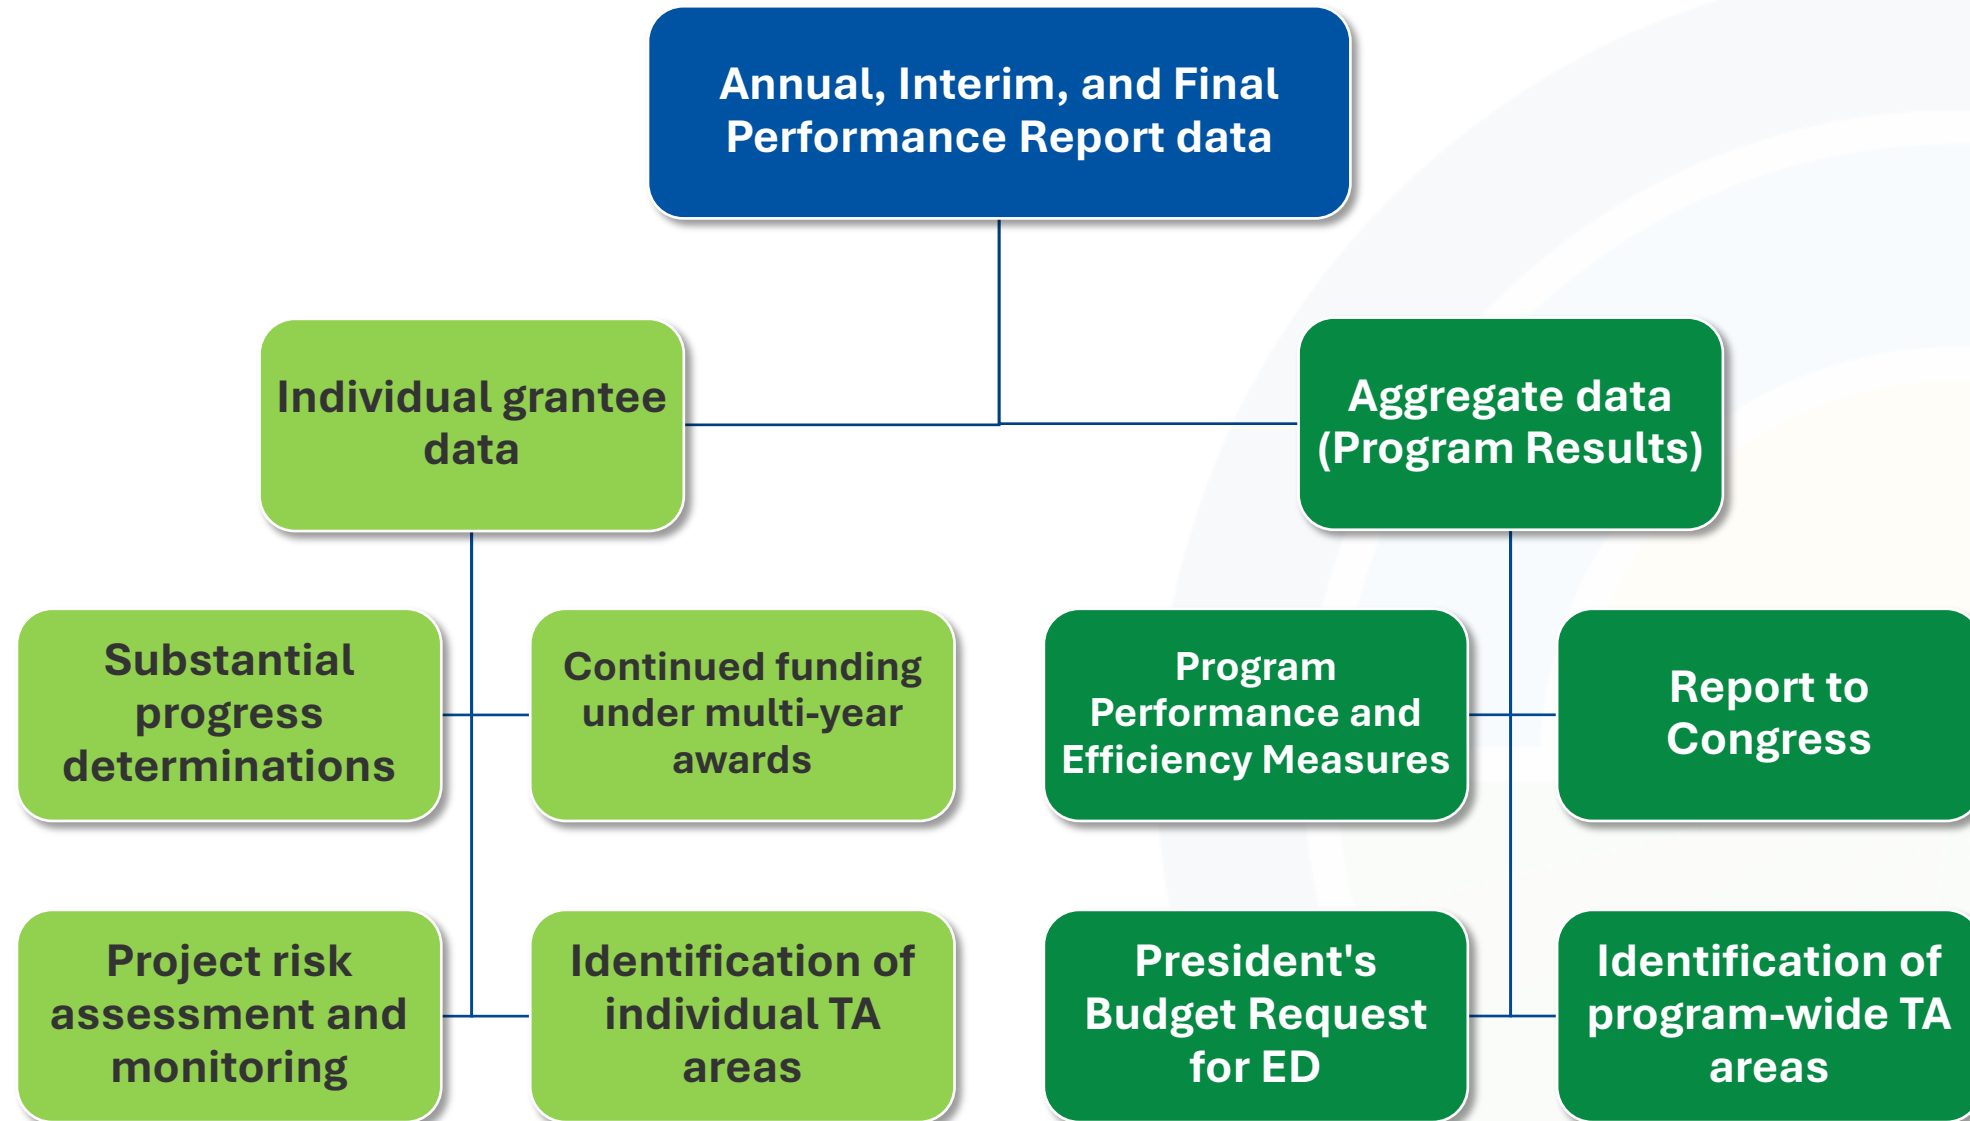 Annual, Interim, and Final
Performance Report data
Individual grantee
data
Aggregate data
(Program Results)
Substantial
progress
determinations
Continued funding
under multi-year
awards
Program
Performance and
Efficiency Measures
Report to
Congress
Project risk
assessment and
monitoring
Identification of
individual TA
areas
President's
Budget Request
for ED
Identification of
program-wide TA
areas